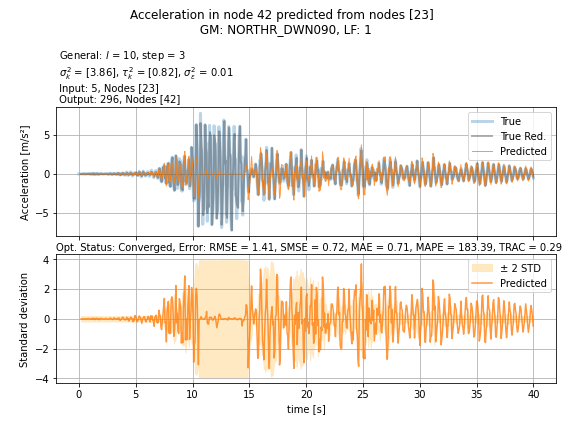 Acceleration in node 42 predicted from nodes [23]
GM: NORTHR_DWN090, LF: 1
General: l = 10, step = 3
σ²ₖ = [3.86], τ²ₖ = [0.82], σ²ε = 0.01
Input: 5, Nodes [23]
Output: 296, Nodes [42]
Acceleration [m/s²]
5
0
−5
True
True Red.
Predicted
Opt. Status: Converged, Error: RMSE = 1.41, SMSE = 0.72, MAE = 0.71, MAPE = 183.39, TRAC = 0.29
Standard deviation
4
2
0
−2
−4
± 2 STD
Predicted
0 5 10 15 20 25 30 35 40
time [s]